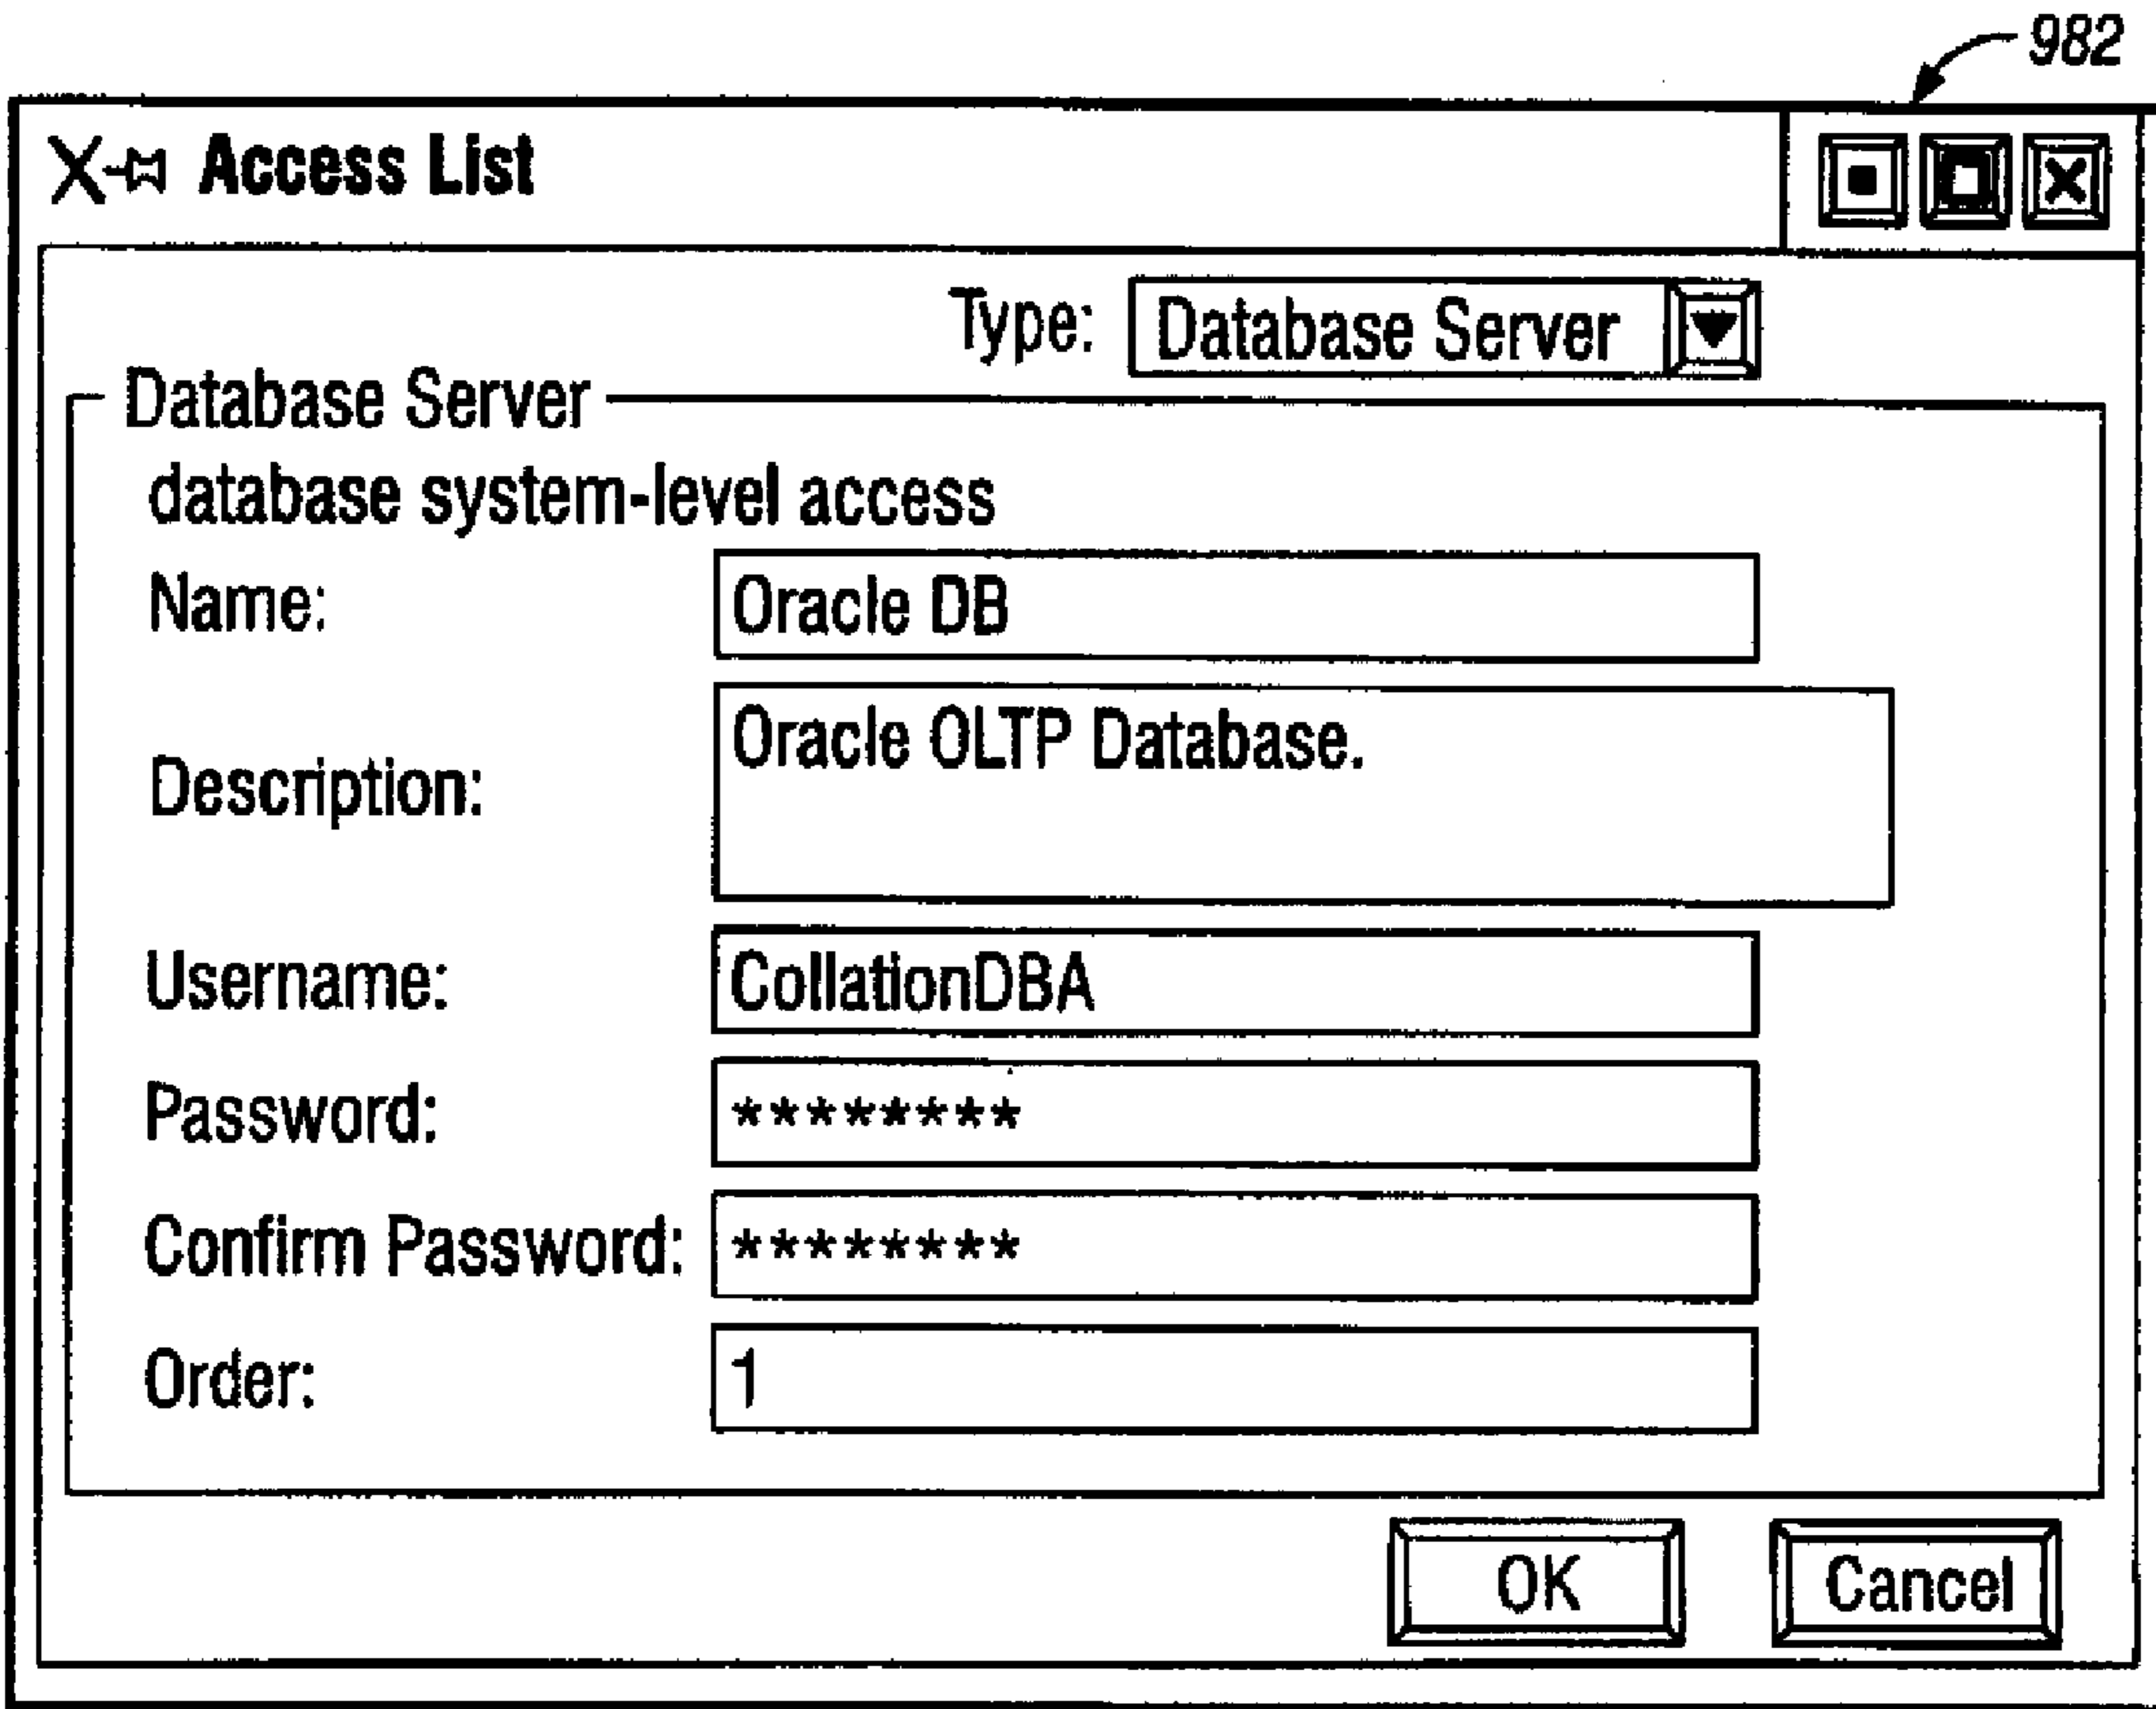 982
Access List
Type: Database Server
Database Server
database system-level access
Name: Oracle DB
Description: Oracle OLTP Database.
Username: CollationDBA
Password: ********
Confirm Password: ********
Order: 1
OK Cancel